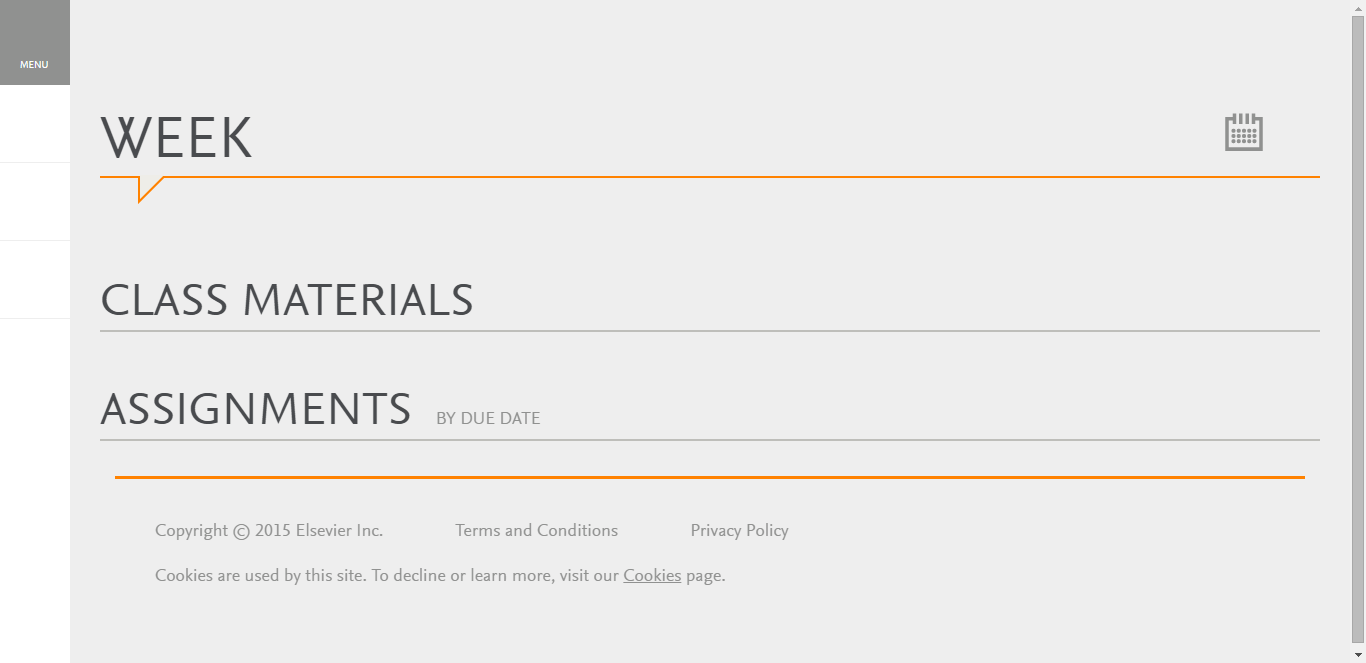 MENU
WEEK
CLASS MATERIALS
ASSIGNMENTS BY DUE DATE
Copyright © 2015 Elsevier Inc. Terms and Conditions Privacy Policy
Cookies are used by this site. To decline or learn more, visit our Cookies page.